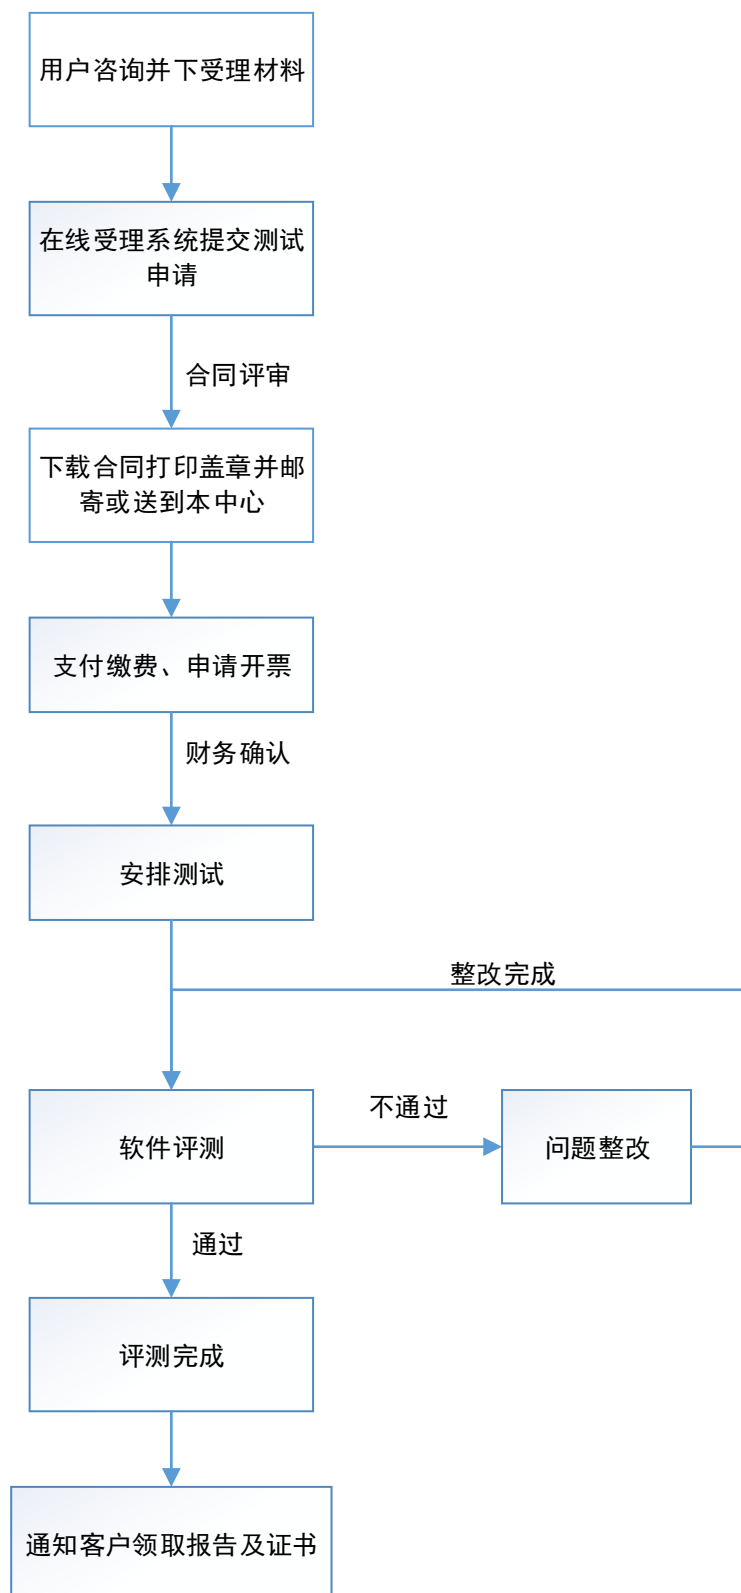 用户咨询并下受理材料
在线受理系统提交测试
申请
合同评审
下载合同打印盖章并邮
寄或送到本中心
支付缴费、申请开票
财务确认
安排测试
整改完成
软件评测
不通过
问题整改
通过
评测完成
通知客户领取报告及证书